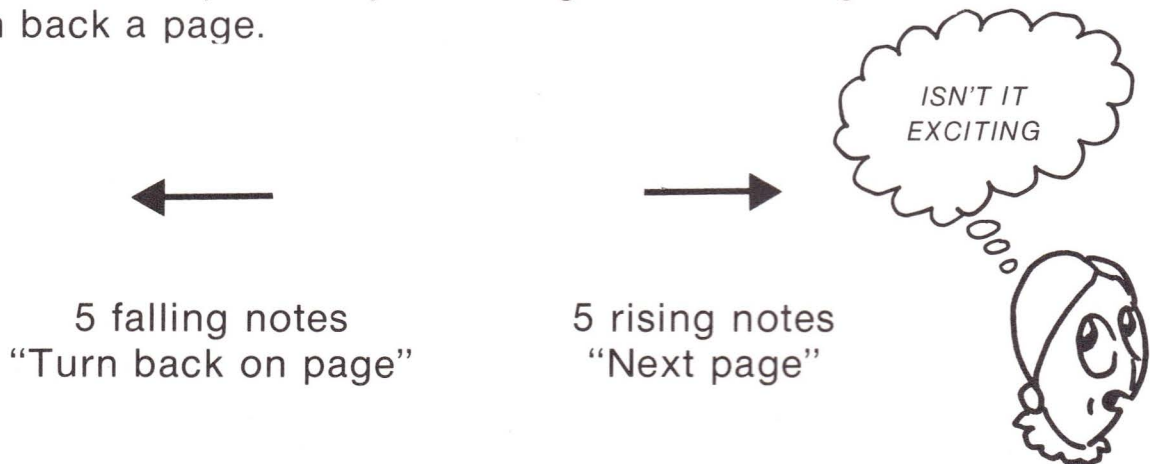 back a page.
ISN'T IT
EXCITING
5 falling notes
“Turn back on page”
5 rising notes
“Next page”